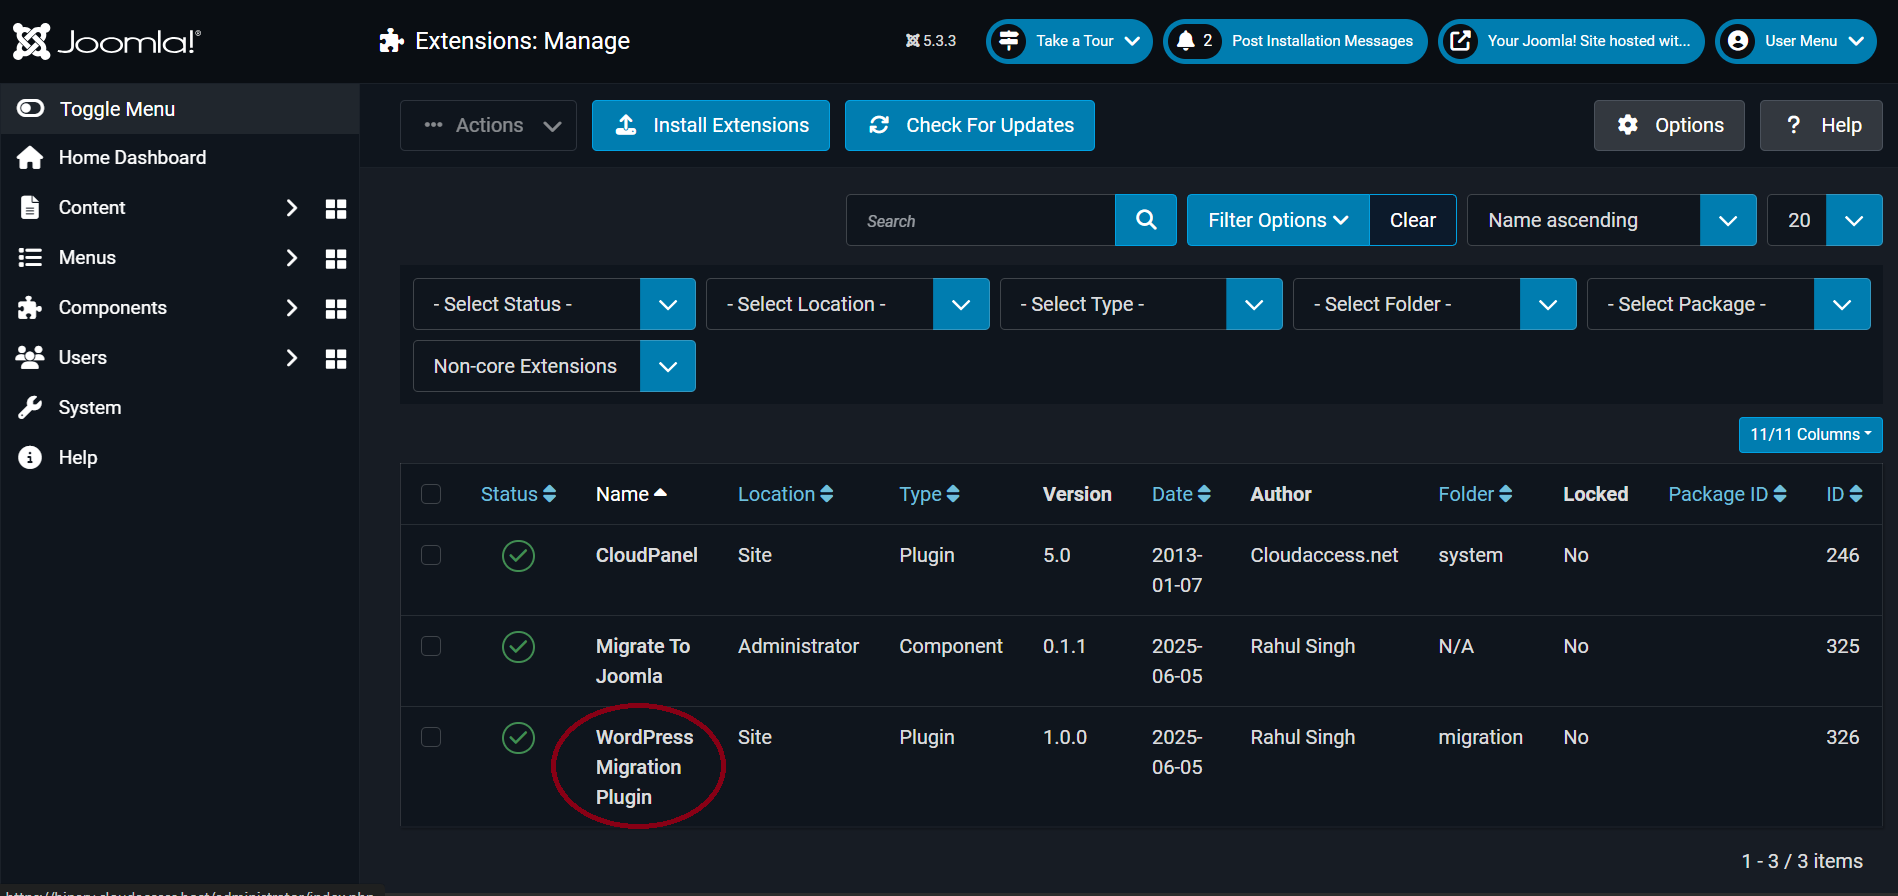 Joomla!®
Extensions: Manage
5.3.3
Take a Tour
2 Post Installation Messages
Your Joomla! Site hosted wit...
User Menu
Toggle Menu
Home Dashboard
Content
Menus
Components
Users
System
Help
Actions
Install Extensions
Check For Updates
Options
? Help
Search
Filter Options
Clear
Name ascending
20
- Select Status -
- Select Location -
- Select Type -
- Select Folder -
- Select Package -
Non-core Extensions
11/11 Columns
Status Name Location Type Version Date Author Folder Locked Package ID ID
CloudPanel Site Plugin 5.0 2013- Cloudaccess.net system No 246
01-07
Migrate To Administrator Component 0.1.1 2025- Rahul Singh N/A No 325
Joomla 06-05
WordPress Site Plugin 1.0.0 2025- Rahul Singh migration No 326
Migration 06-05
Plugin
1 - 3 / 3 items